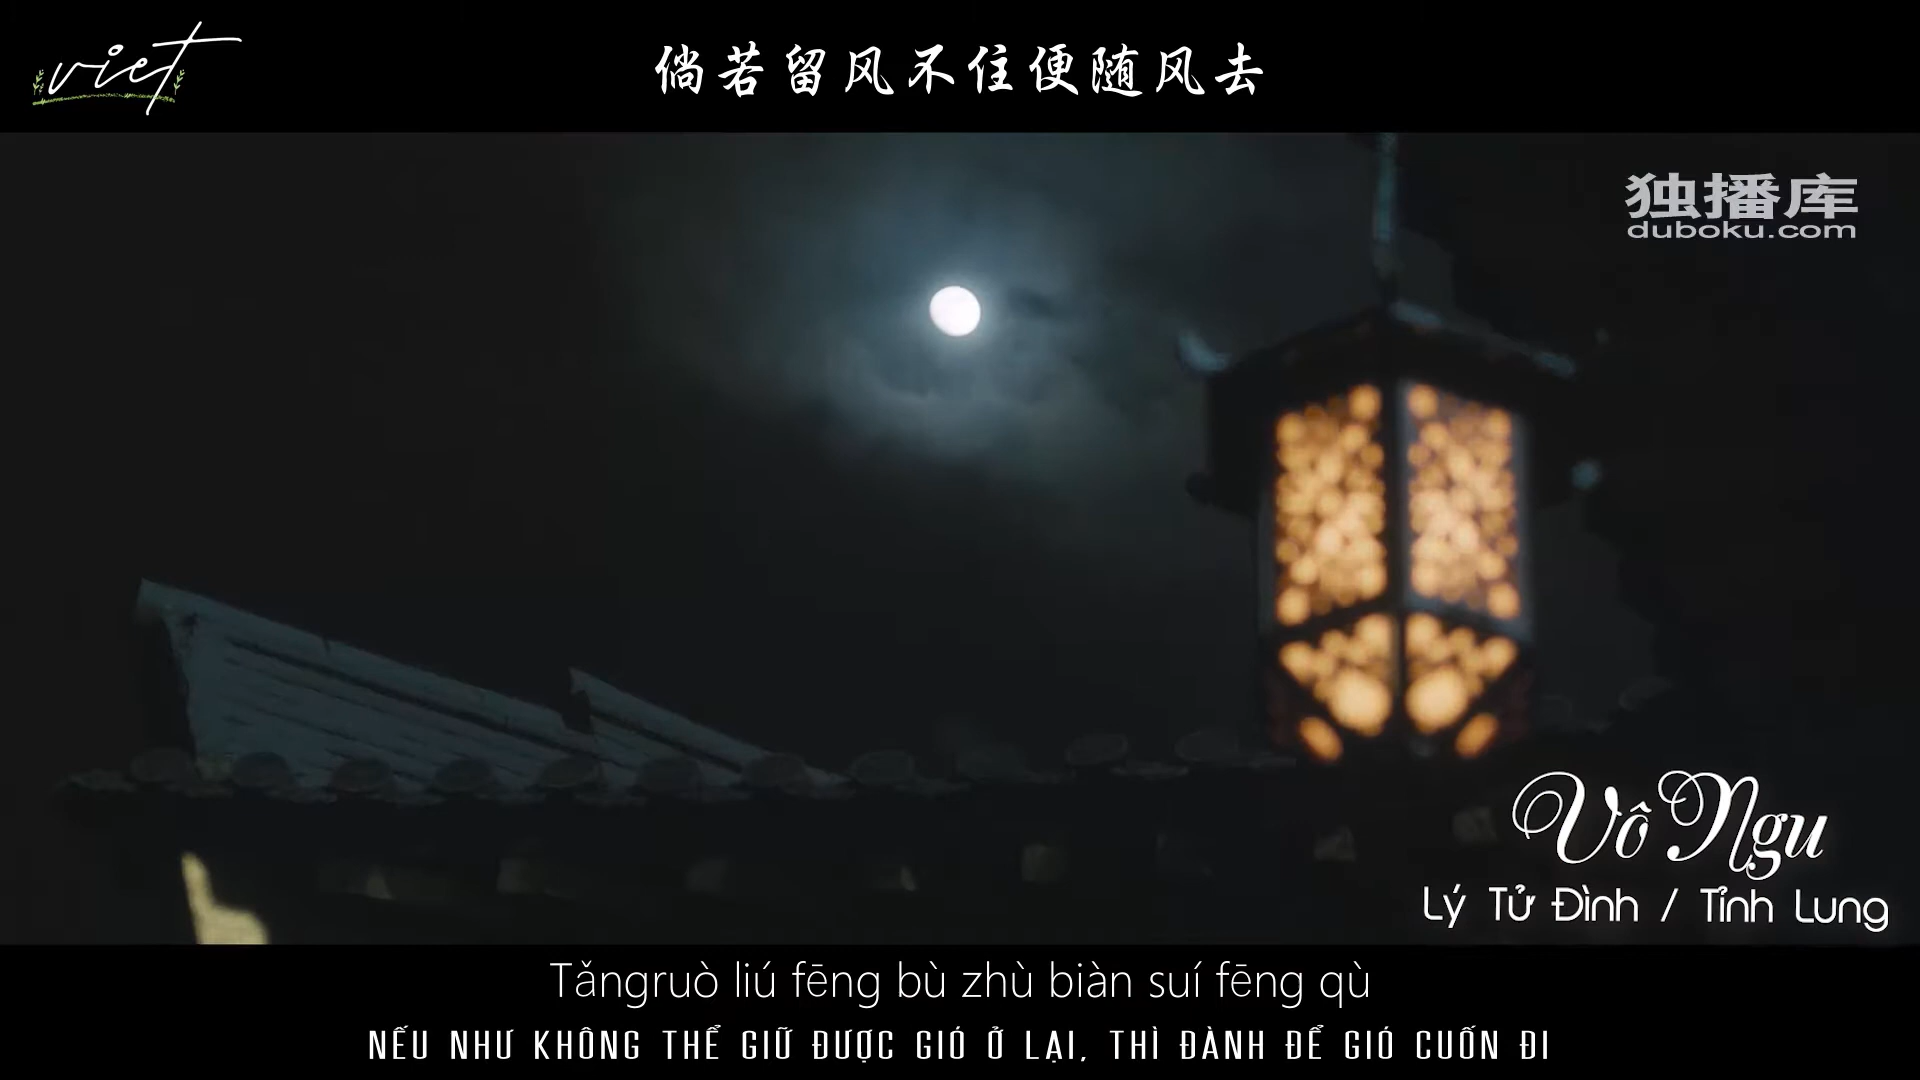 viet
倘若留风不住便随风去
独播库
duboku.com
Vô Ngu
Lý Tử Đình / Tỉnh Lung
Tǎngruò liú fēng bù zhù biàn suí fēng qù
NẾU NHƯ KHÔNG THỂ GIỮ ĐƯỢC GIÓ Ở LẠI, THÌ ĐÀNH ĐỂ GIÓ CUỐN ĐI